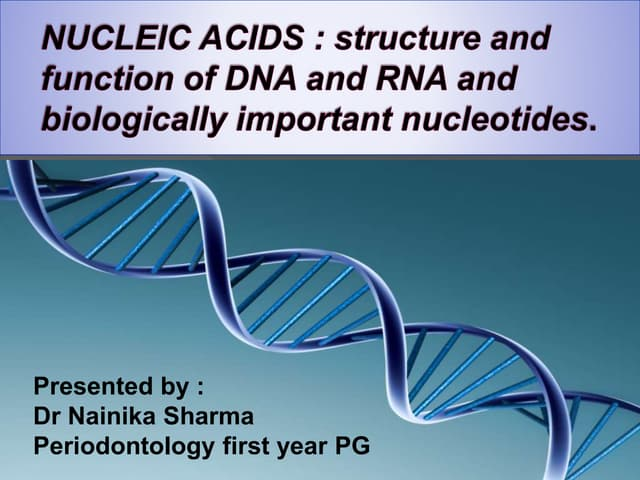 NUCLEIC ACIDS : structure and
function of DNA and RNA and
biologically important nucleotides.
Presented by :
Dr Nainika Sharma
Periodontology first year PG